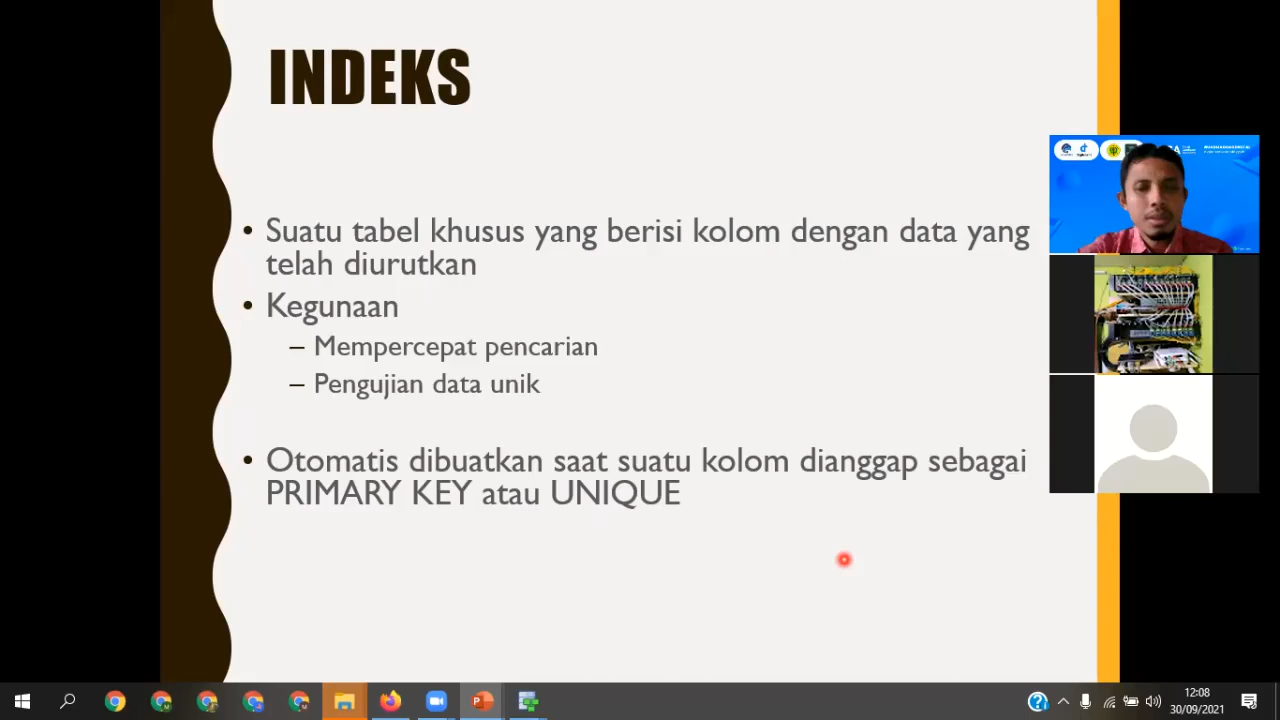 INDEKS
• Suatu tabel khusus yang berisi kolom dengan data yang
telah diurutkan
• Kegunaan
– Mempercepat pencarian
– Pengujian data unik
• Otomatis dibuatkan saat suatu kolom dianggap sebagai
PRIMARY KEY atau UNIQUE
12:08
30/09/2021